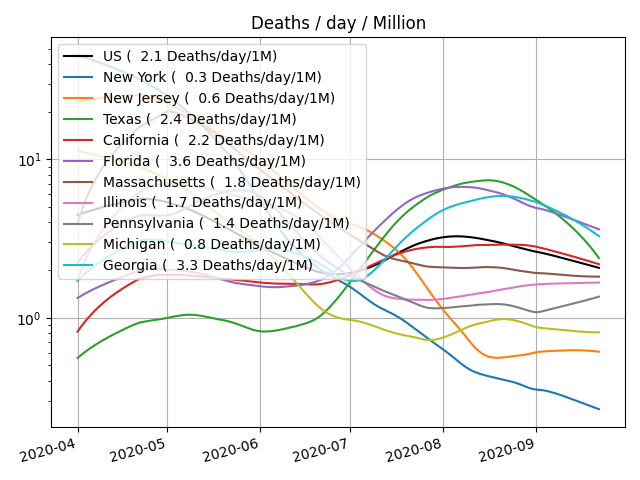 Deaths / day / Million
US (  2.1 Deaths/day/1M)
New York (  0.3 Deaths/day/1M)
New Jersey (  0.6 Deaths/day/1M)
Texas (  2.4 Deaths/day/1M)
California (  2.2 Deaths/day/1M)
Florida (  3.6 Deaths/day/1M)
Massachusetts (  1.8 Deaths/day/1M)
Illinois (  1.7 Deaths/day/1M)
Pennsylvania (  1.4 Deaths/day/1M)
Michigan (  0.8 Deaths/day/1M)
Georgia (  3.3 Deaths/day/1M)
10¹
10⁰
2020-04 2020-05 2020-06 2020-07 2020-08 2020-09